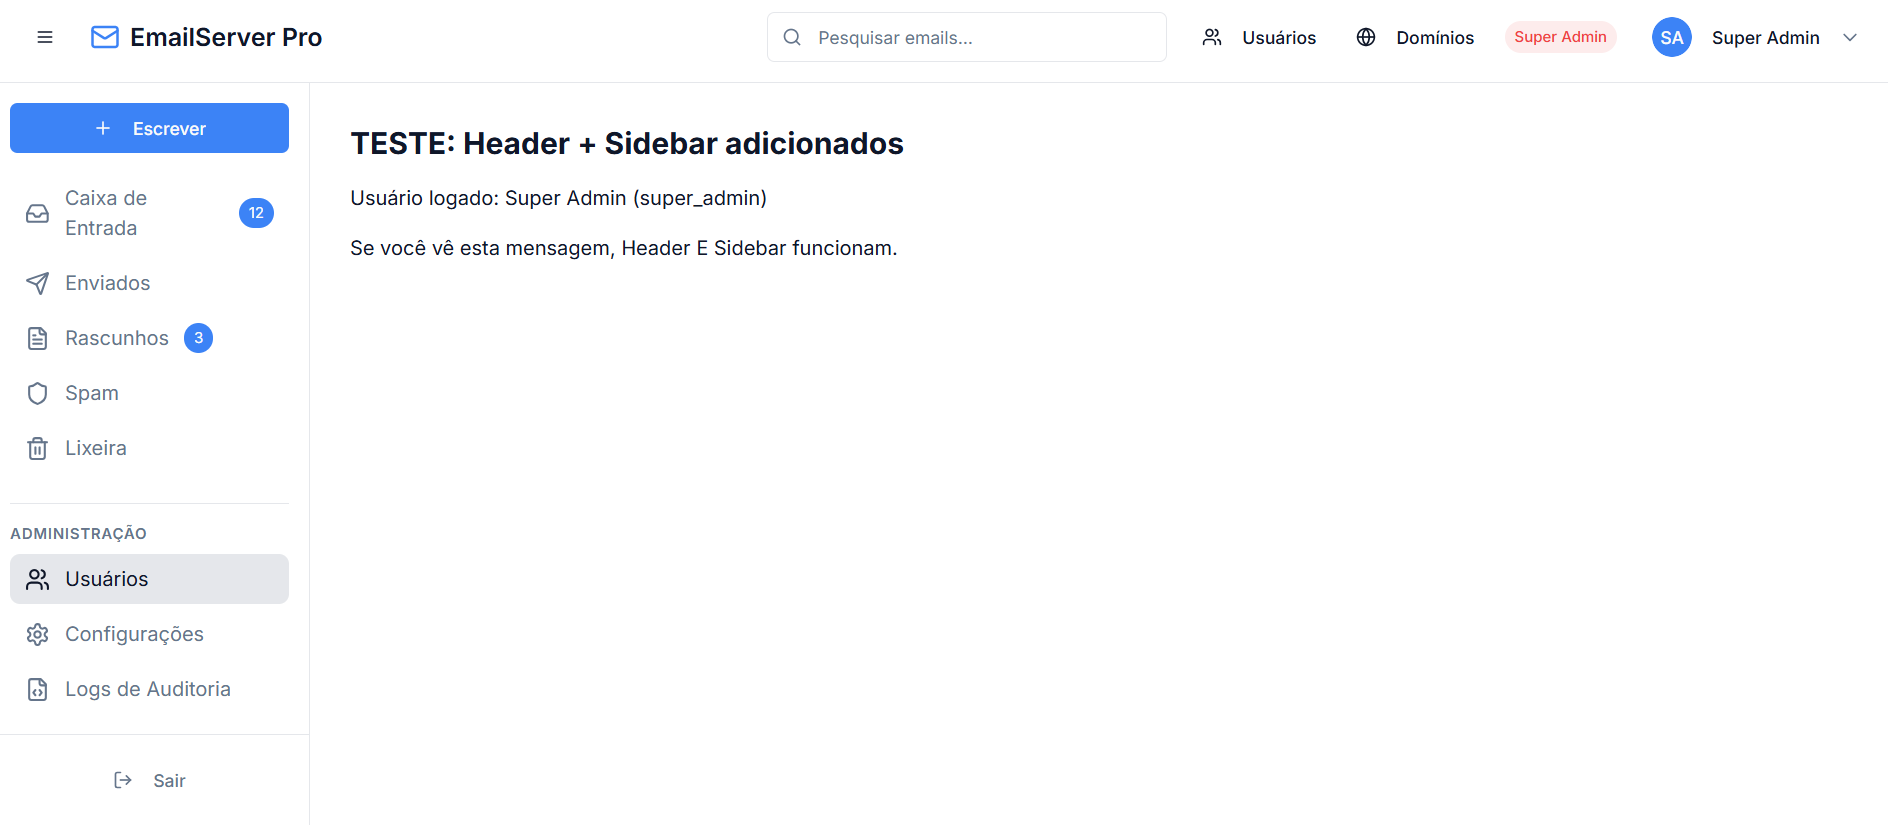 EmailServer Pro
Pesquisar emails...
Usuários
Domínios
Super Admin
SA
Super Admin
Escrever
Caixa de
Entrada
12
Enviados
Rascunhos
3
Spam
Lixeira
ADMINISTRAÇÃO
Usuários
Configurações
Logs de Auditoria
Sair
TESTE: Header + Sidebar adicionados
Usuário logado: Super Admin (super_admin)
Se você vê esta mensagem, Header E Sidebar funcionam.